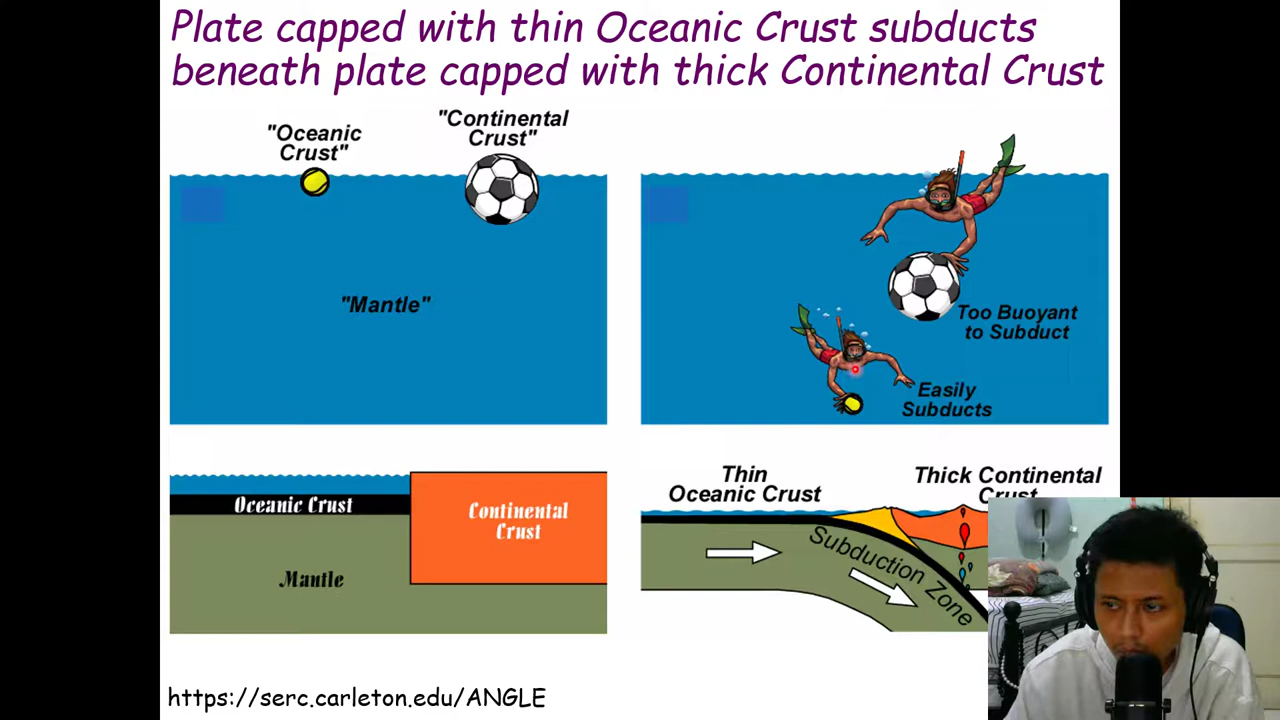 Plate capped with thin Oceanic Crust subducts
beneath plate capped with thick Continental Crust
"Oceanic
Crust"
"Continental
Crust"
"Mantle"
Too Buoyant
to Subduct
Easily
Subducts
Oceanic Crust
Continental
Crust
Mantle
Thin
Oceanic Crust
Thick Continental
Crust
Subduction Zone
https://serc.carleton.edu/ANGLE